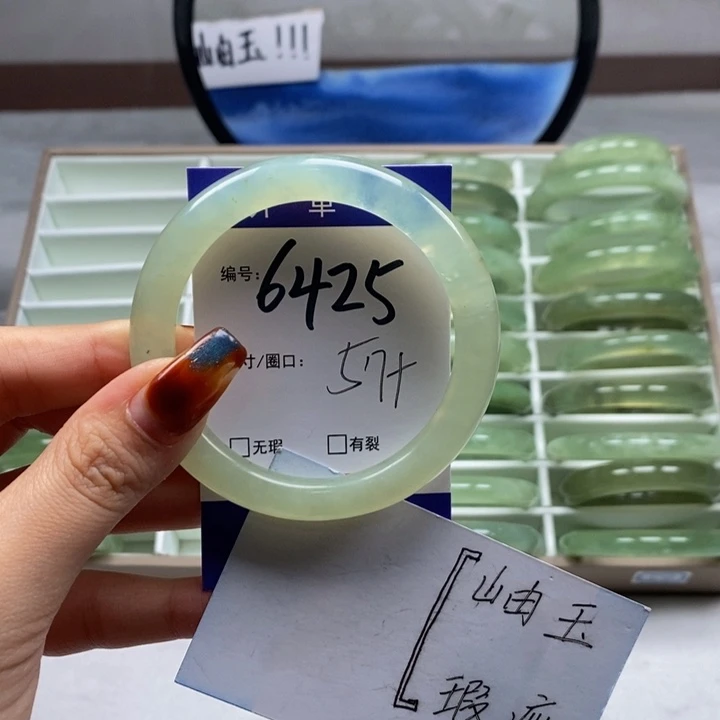 岫玉!!!
单
编号: 6425
寸/圈口: 57+
□无瑕 □有裂
岫玉
瑕疵